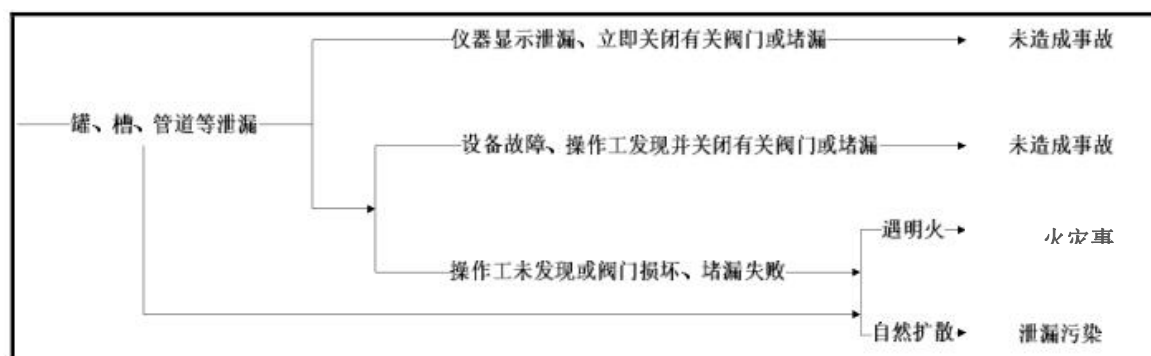 仪器显示泄漏、立即关闭有关阀门或堵漏
未造成事故
罐、槽、管道等泄漏
设备故障、操作工发现并关闭有关阀门或堵漏
未造成事故
遇明火
火灾事
操作工未发现或阀门损坏、堵漏失败
自然扩散
泄漏污染